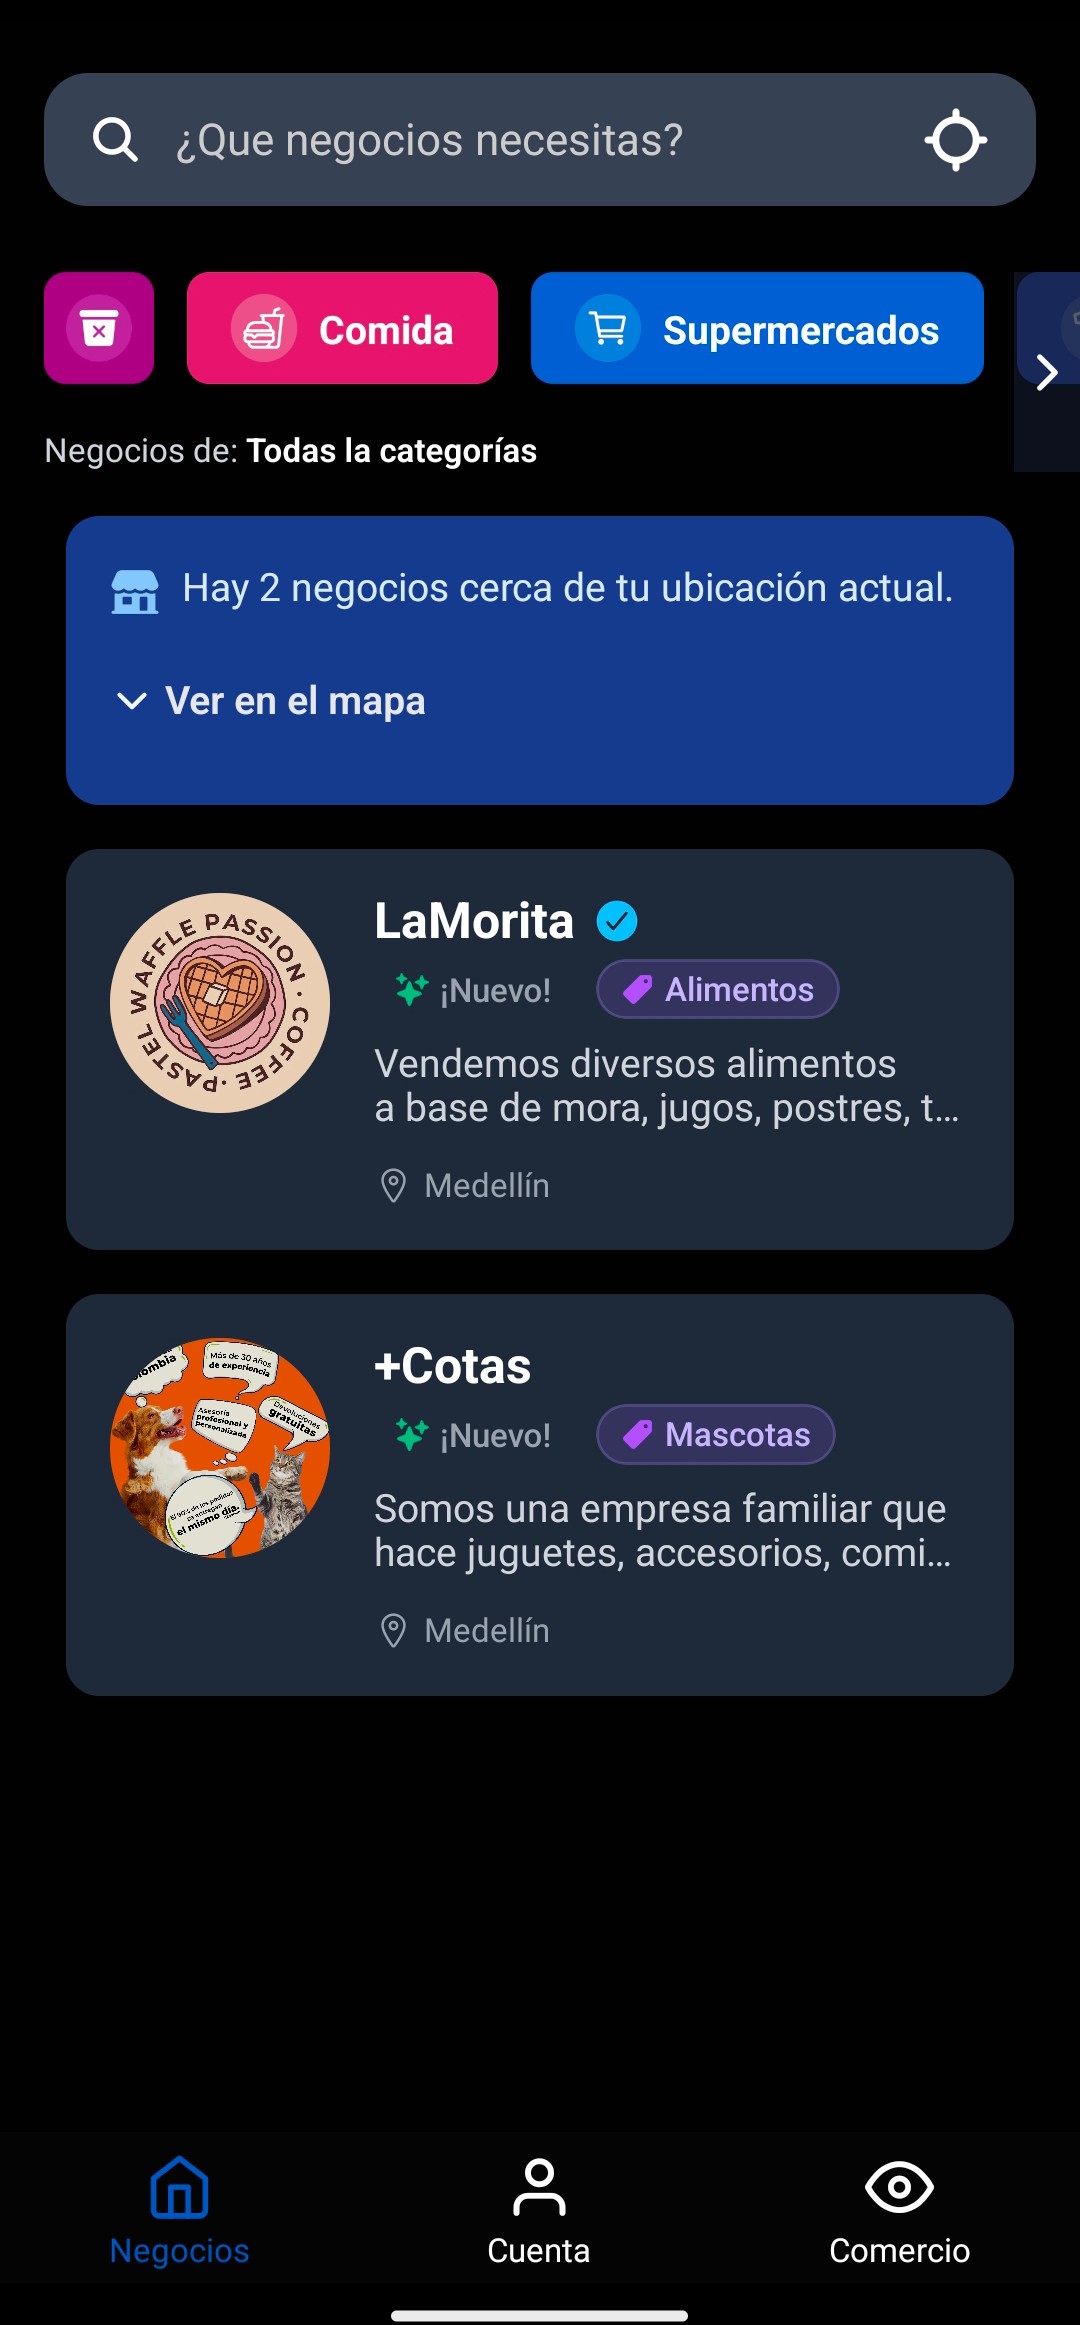 ¿Que negocios necesitas?
Comida
Supermercados
Negocios de: Todas la categorías
Hay 2 negocios cerca de tu ubicación actual.
Ver en el mapa
WAFFLE PASSION · COFFEE · PASTEL
LaMorita
¡Nuevo!
Alimentos
Vendemos diversos alimentos
a base de mora, jugos, postres, t...
Medellín
Más de 30 años
de experiencia
Asesoría
profesional y
personalizada
Devoluciones
gratuitas
el mismo día.
+Cotas
¡Nuevo!
Mascotas
Somos una empresa familiar que
hace juguetes, accesorios, comi...
Medellín
Negocios
Cuenta
Comercio